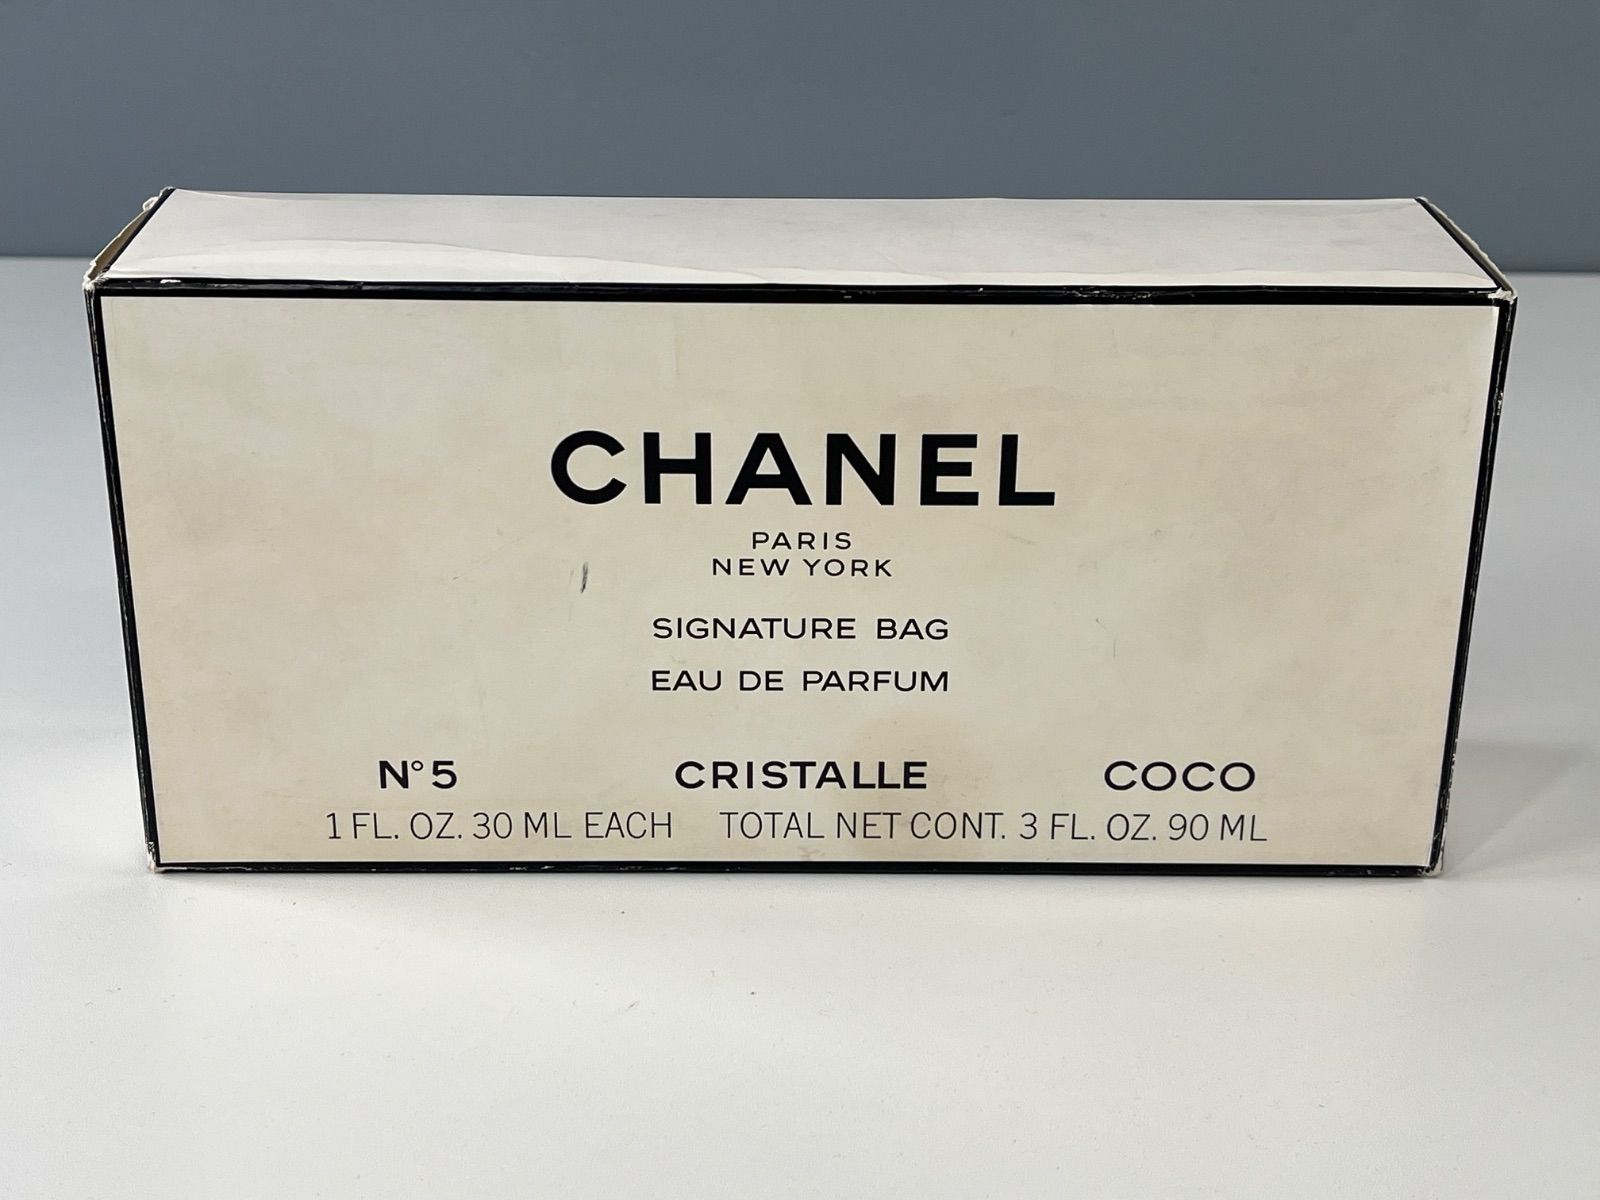 CHANEL
PARIS
NEW YORK
SIGNATURE BAG
EAU DE PARFUM
N°5 CRISTALLE COCO
1 FL. OZ. 30 ML EACH TOTAL NET CONT. 3 FL. OZ. 90 ML